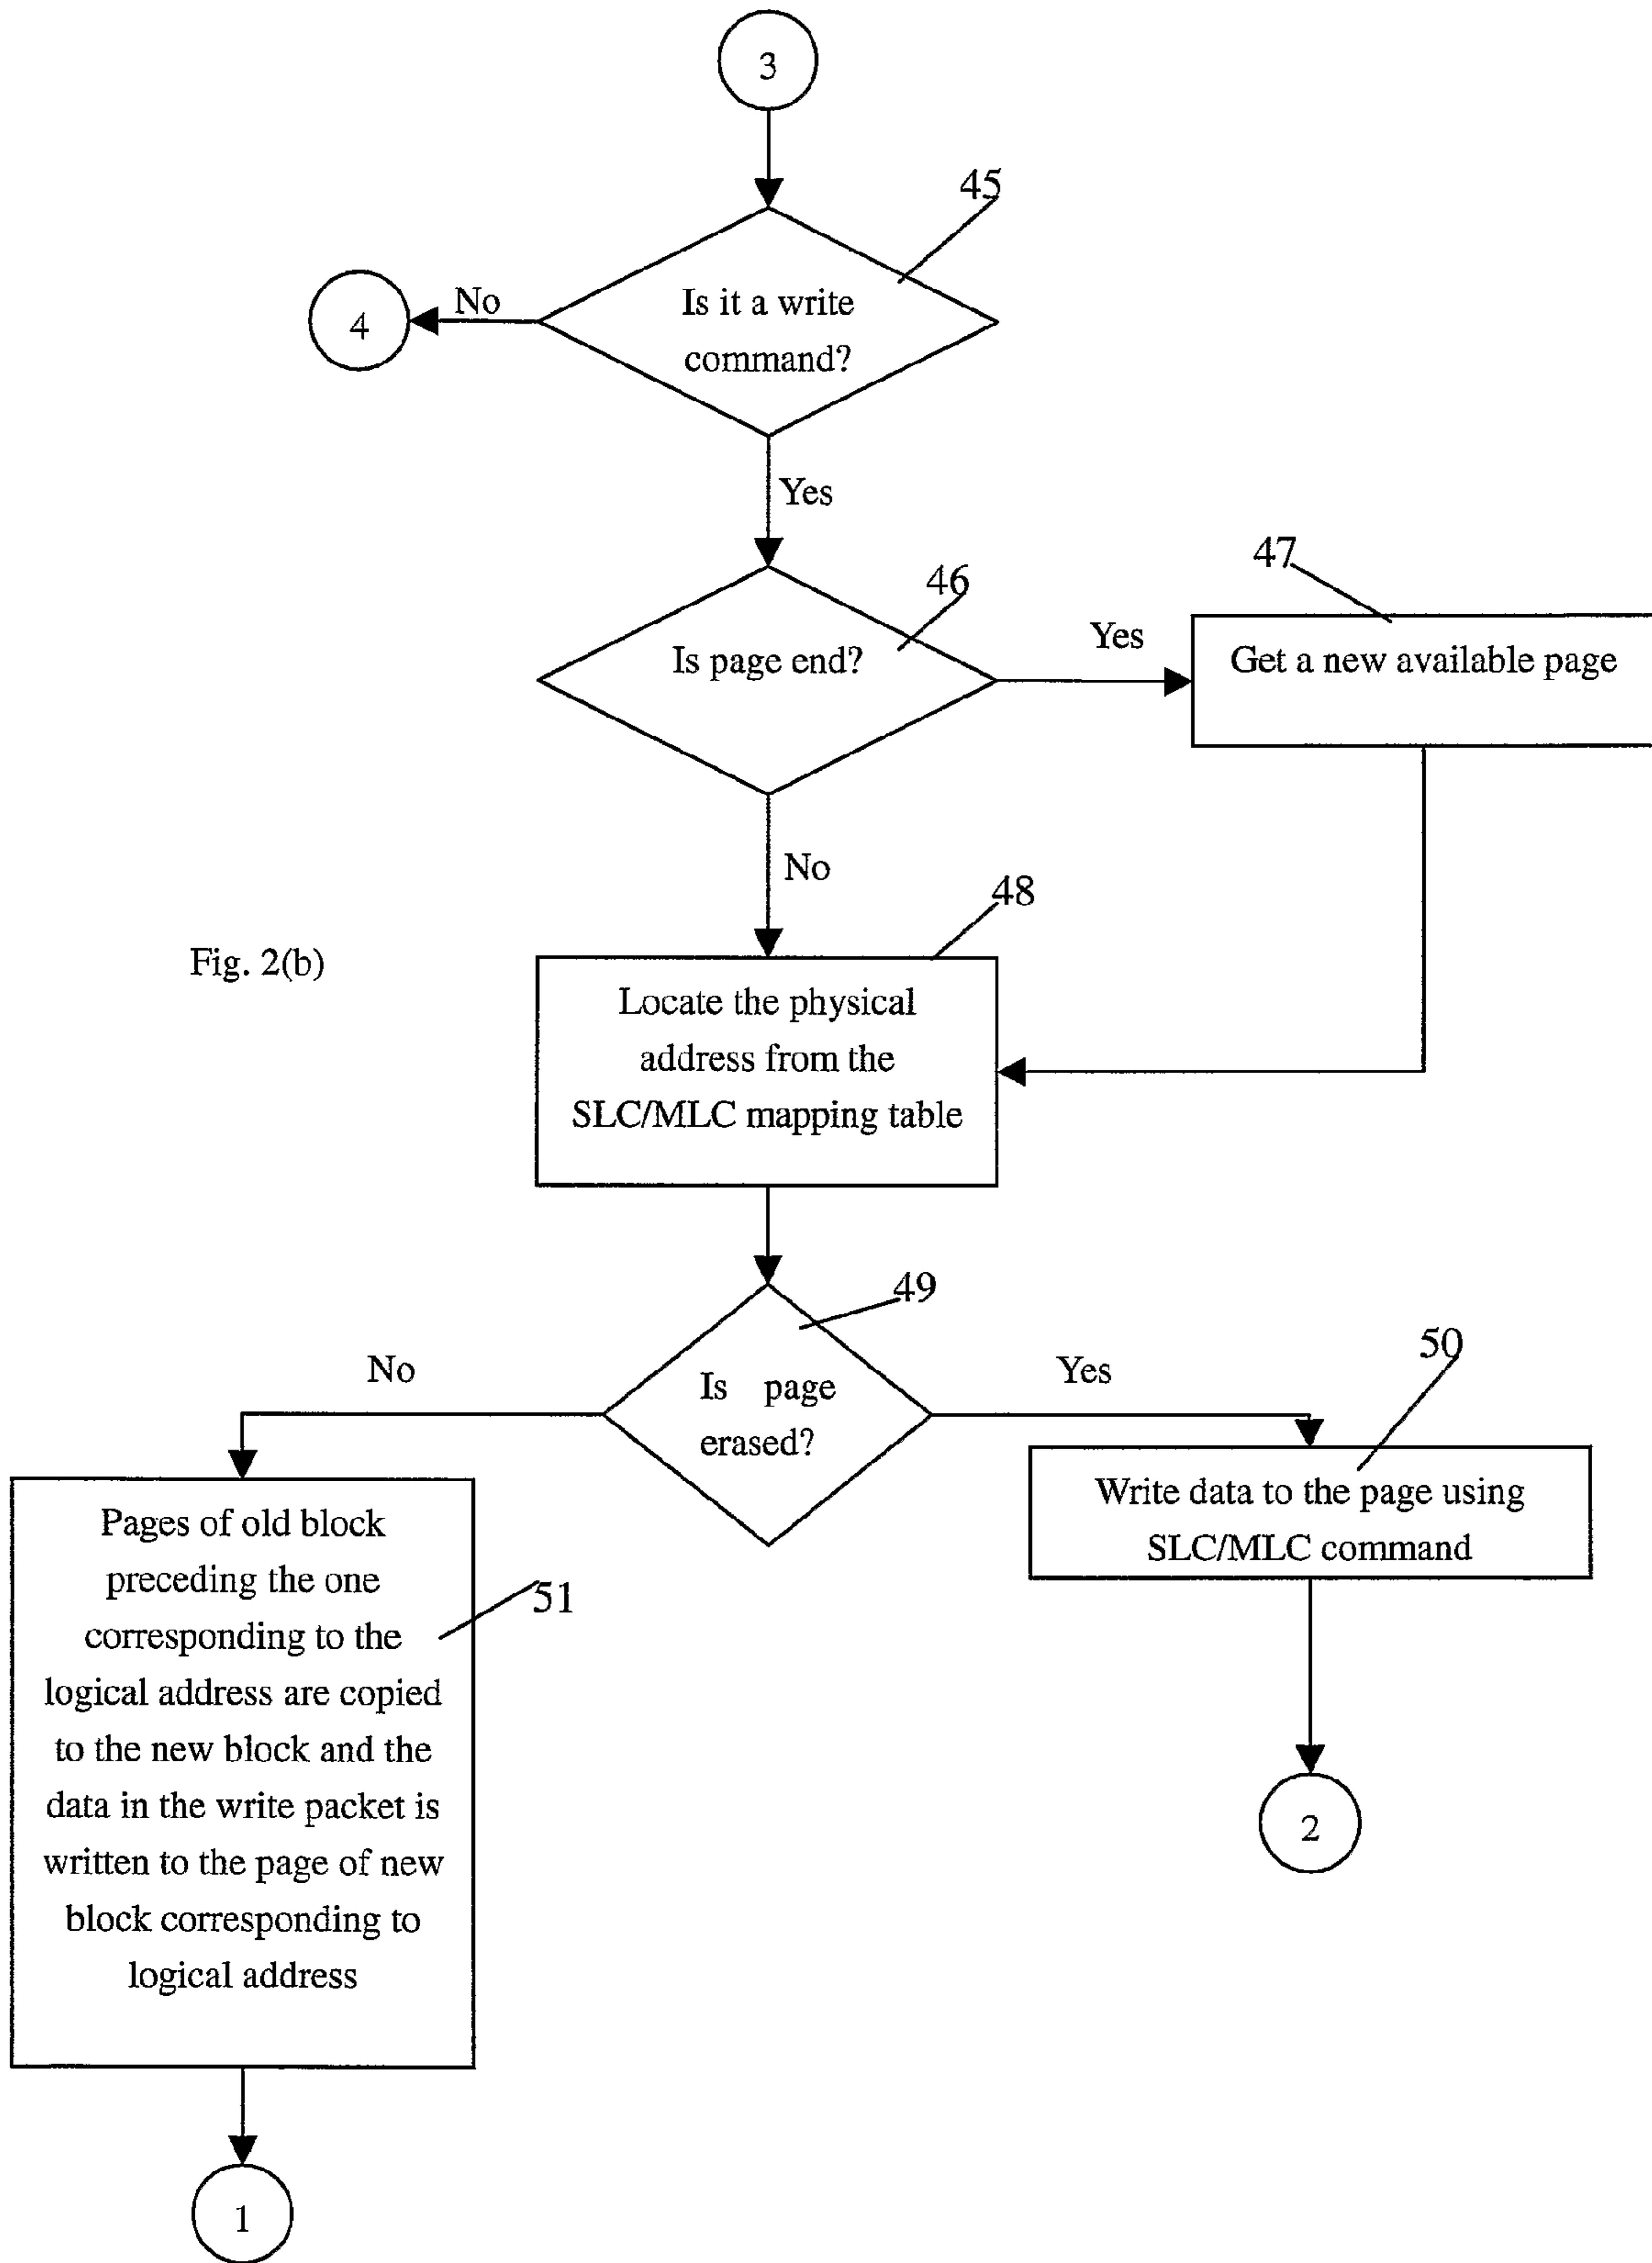 3
45
Is it a write
command?
No
4
Yes
46
Is page end?
Yes
47
Get a new available page
No
48
Locate the physical
address from the
SLC/MLC mapping table
Fig. 2(b)
49
Is page
erased?
No
Yes
50
Write data to the page using
SLC/MLC command
2
51
Pages of old block
preceding the one
corresponding to the
logical address are copied
to the new block and the
data in the write packet is
written to the page of new
block corresponding to
logical address
1